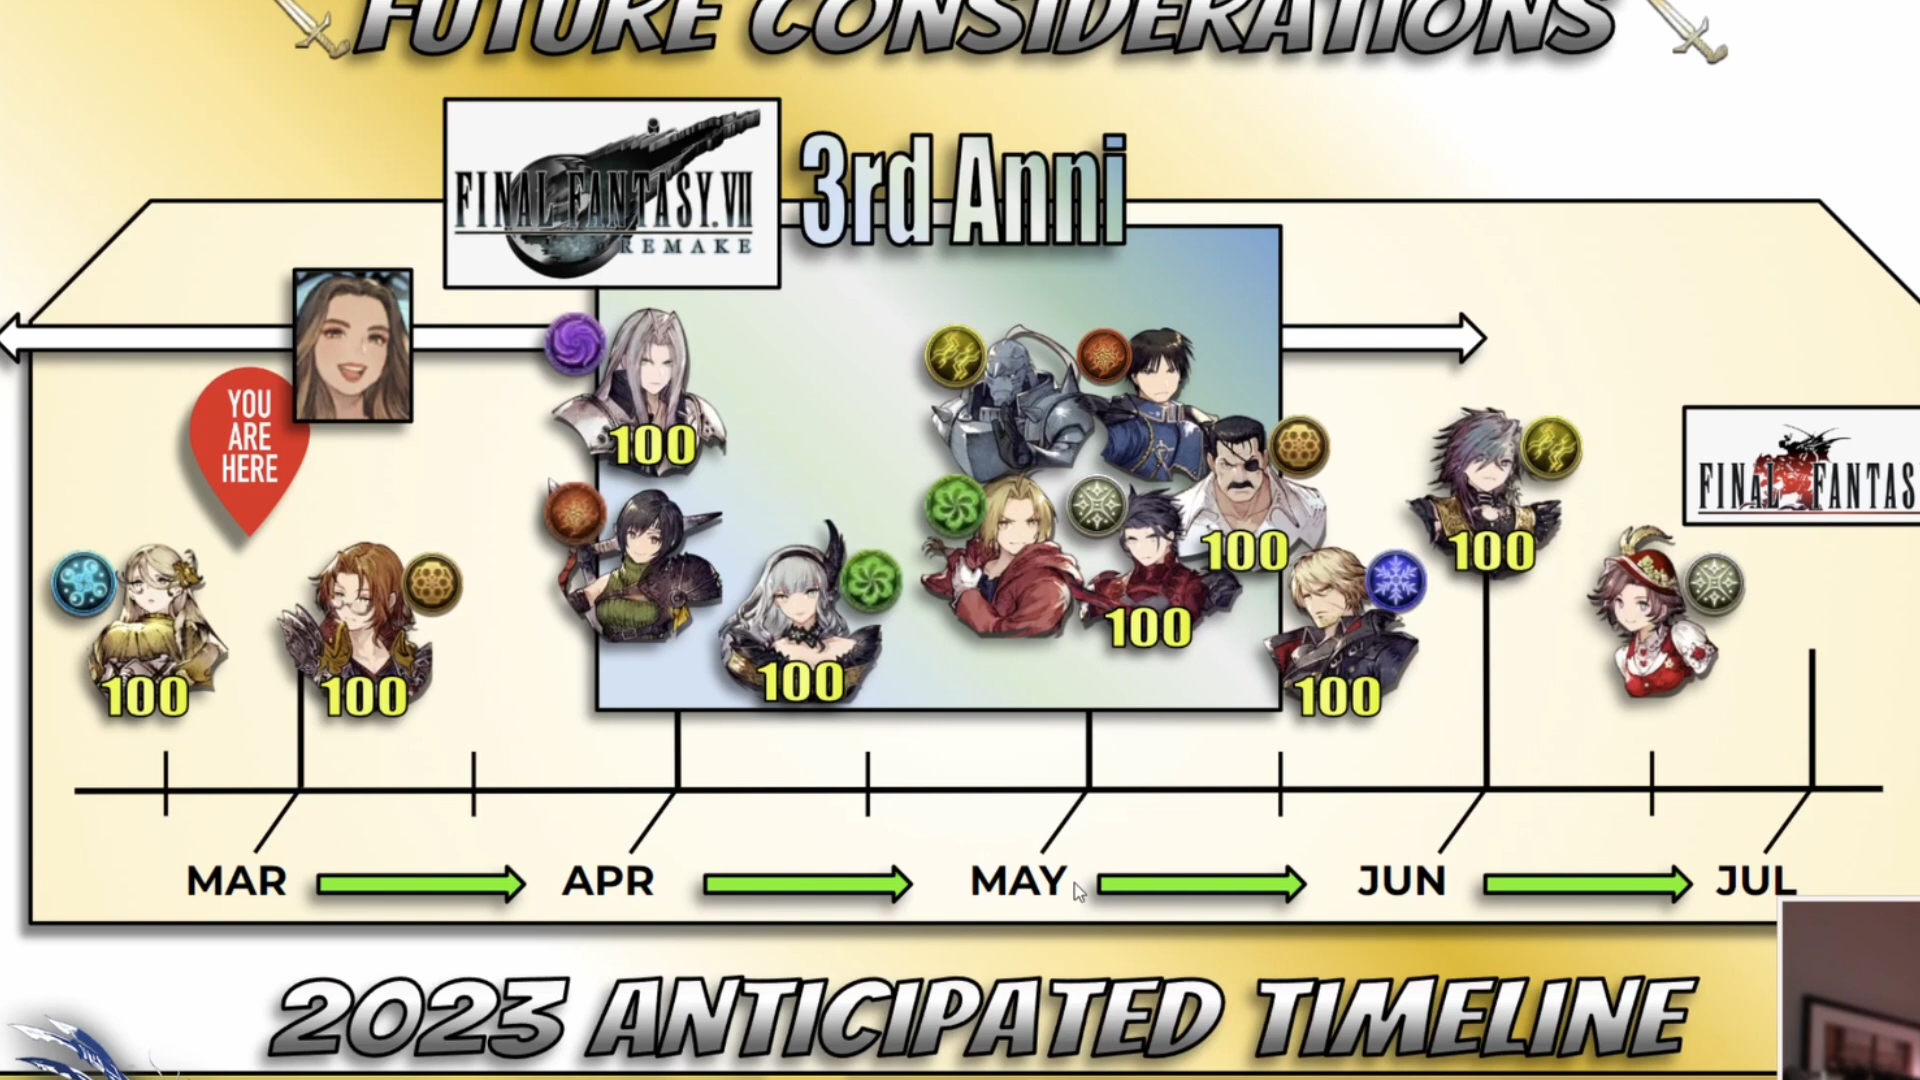 FUTURE CONSIDERATIONS
FINAL FANTASY VII
REMAKE
3rd Anni
YOU
ARE
HERE
100
FINAL FANTAS
100
100
100
100
100
100
100
100
MAR
APR
MAY
JUN
JUL
2023 ANTICIPATED TIMELINE